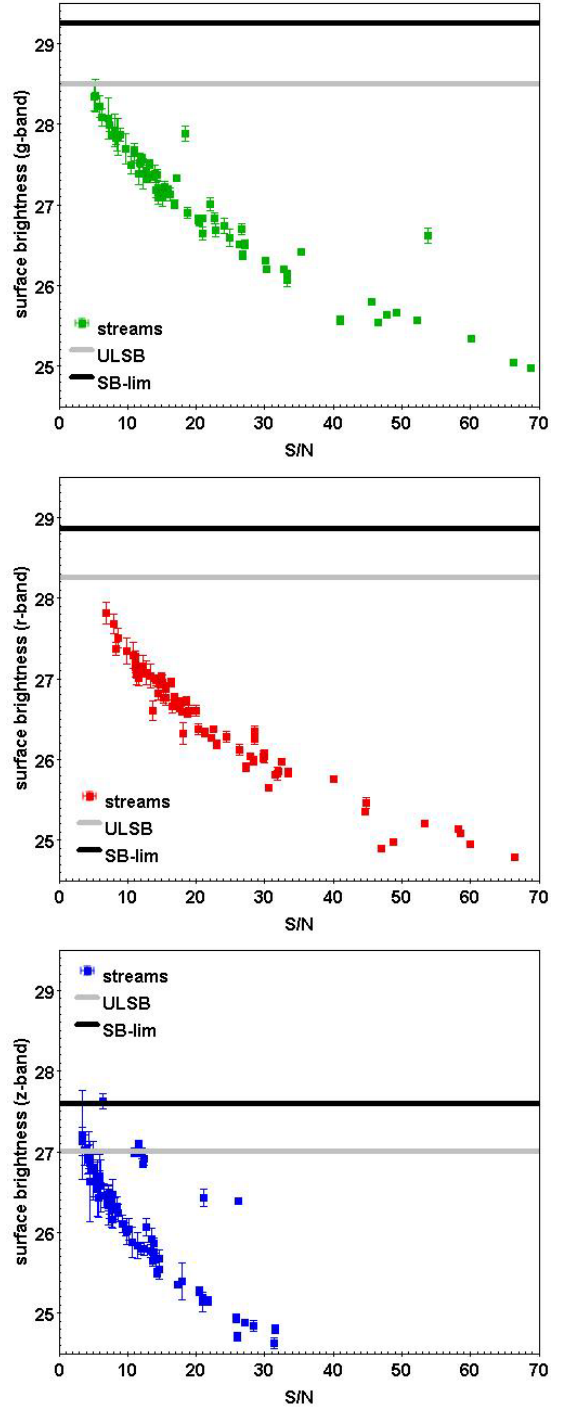 29
28
27
26
25
surface brightness (g-band)
streams
ULSB
SB-lim
0 10 20 30 40 50 60 70
S/N
29
28
27
26
25
surface brightness (r-band)
streams
ULSB
SB-lim
0 10 20 30 40 50 60 70
S/N
29
28
27
26
25
surface brightness (z-band)
streams
ULSB
SB-lim
0 10 20 30 40 50 60 70
S/N